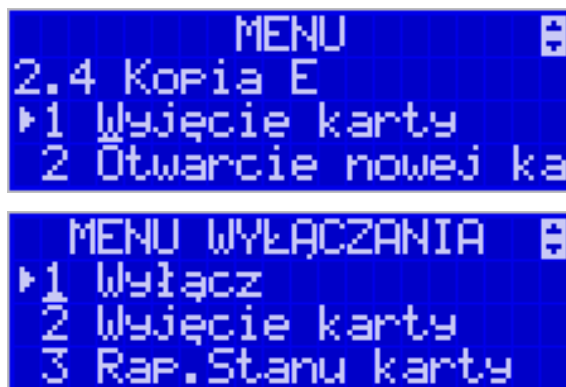 MENU
2.4 Kopia E
1 Wyjęcie karty
2 Otwarcie nowej ka
MENU WYŁĄCZANIA
1 Wyłącz
2 Wyjęcie karty
3 Rap.Stanu karty